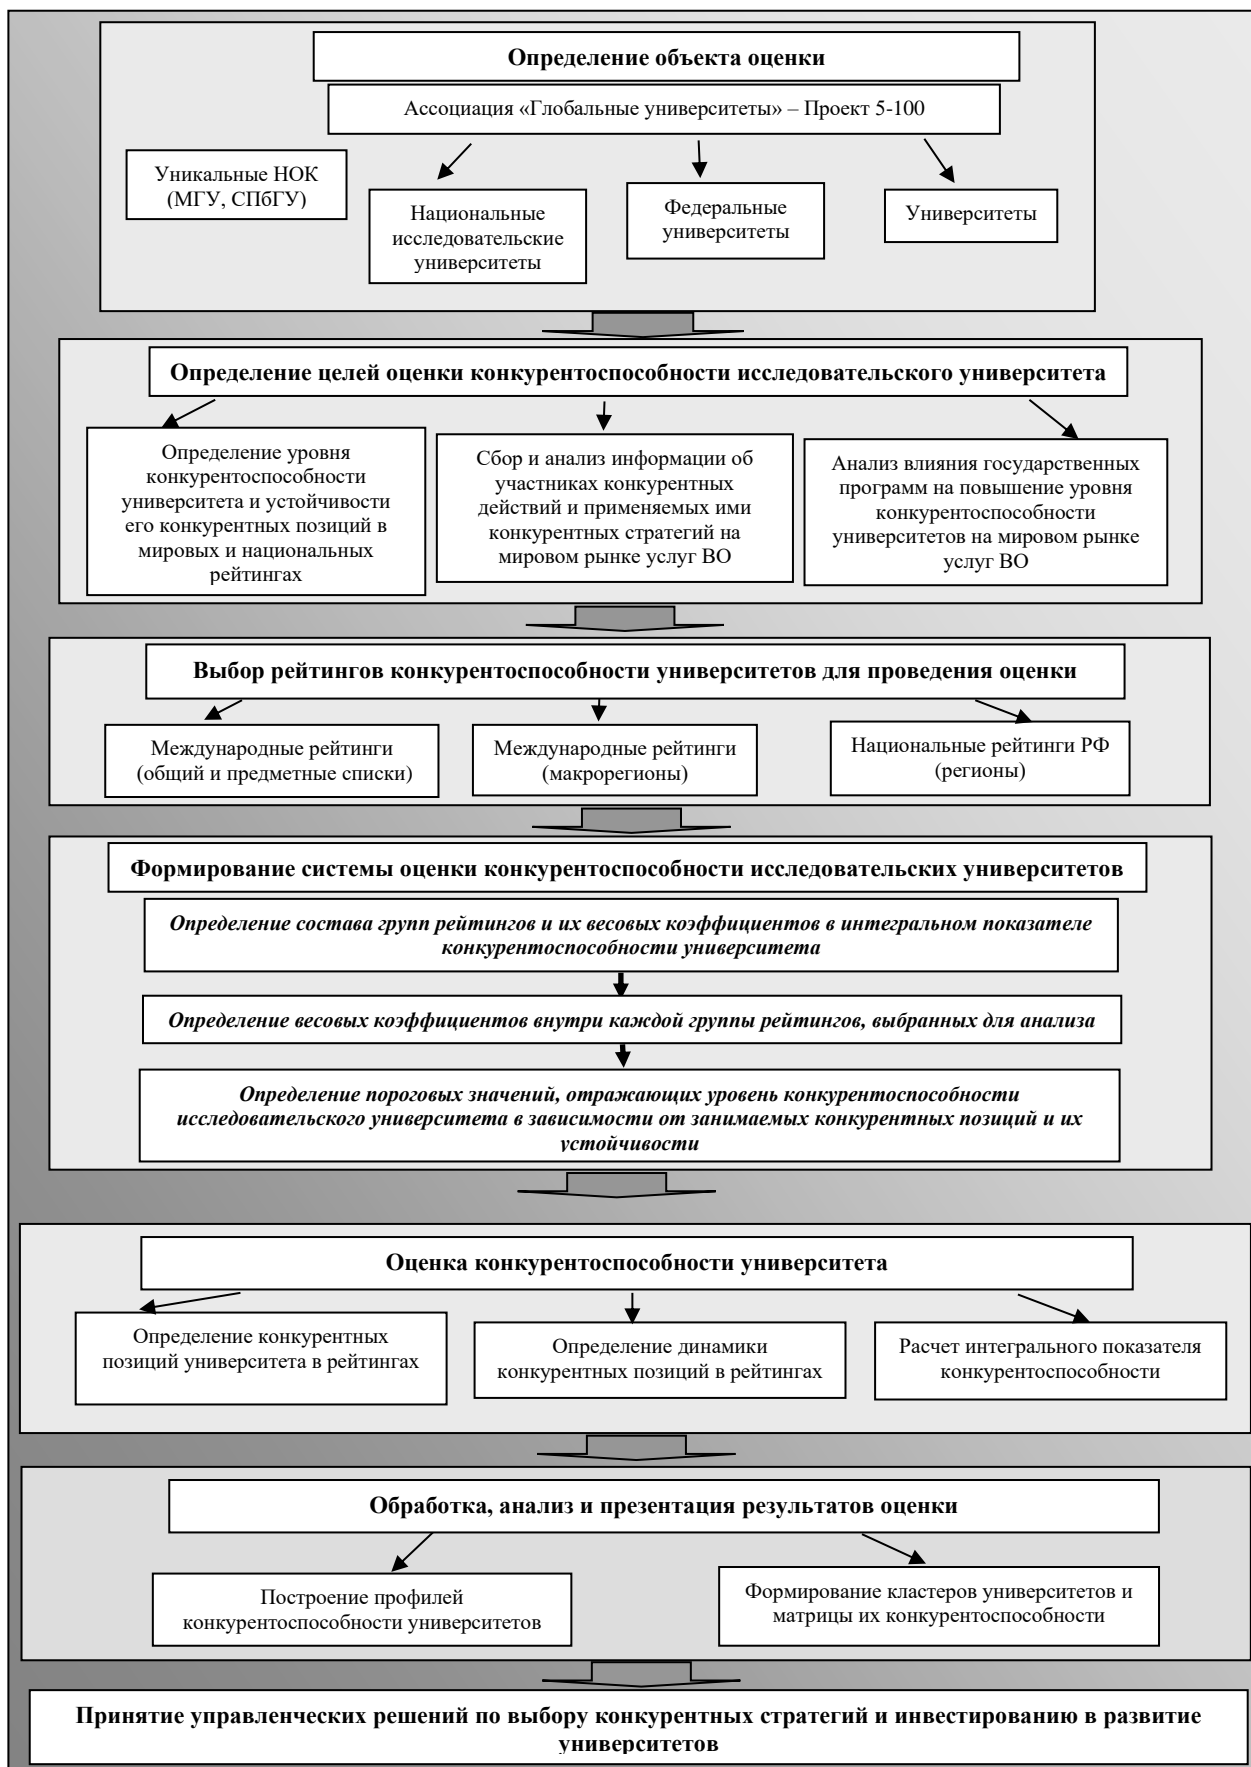 Определение объекта оценки
Ассоциация «Глобальные университеты» – Проект 5-100
Уникальные НОК
(МГУ, СПбГУ)
Национальные
исследовательские
университеты
Федеральные
университеты
Университеты
Определение целей оценки конкурентоспособности исследовательского университета
Определение уровня
конкурентоспособности
университета и устойчивости
его конкурентных позиций в
мировых и национальных
рейтингах
Сбор и анализ информации об
участниках конкурентных
действий и применяемых ими
конкурентных стратегий на
мировом рынке услуг ВО
Анализ влияния государственных
программ на повышение уровня
конкурентоспособности
университетов на мировом рынке
услуг ВО
Выбор рейтингов конкурентоспособности университетов для проведения оценки
Международные рейтинги
(общий и предметные списки)
Международные рейтинги
(макрорегионы)
Национальные рейтинги РФ
(регионы)
Формирование системы оценки конкурентоспособности исследовательских университетов
Определение состава групп рейтингов и их весовых коэффициентов в интегральном показателе
конкурентоспособности университета
Определение весовых коэффициентов внутри каждой группы рейтингов, выбранных для анализа
Определение пороговых значений, отражающих уровень конкурентоспособности
исследовательского университета в зависимости от занимаемых конкурентных позиций и их
устойчивости
Оценка конкурентоспособности университета
Определение конкурентных
позиций университета в рейтингах
Определение динамики
конкурентных позиций в рейтингах
Расчет интегрального показателя
конкурентоспособности
Обработка, анализ и презентация результатов оценки
Построение профилей
конкурентоспособности университетов
Формирование кластеров университетов и
матрицы их конкурентоспособности
Принятие управленческих решений по выбору конкурентных стратегий и инвестированию в развитие
университетов